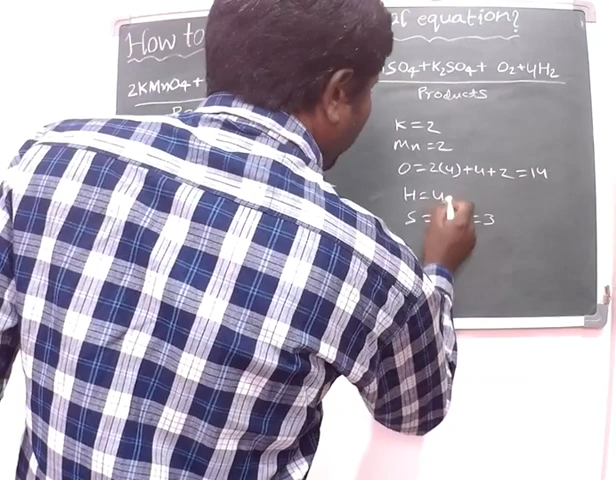 How to al equation?
2KMnO4 + SO4+K2SO4+ O2+4H2
Products
K=2
Mn=2
O=2(4)+4+2=14
H=4
S= =3